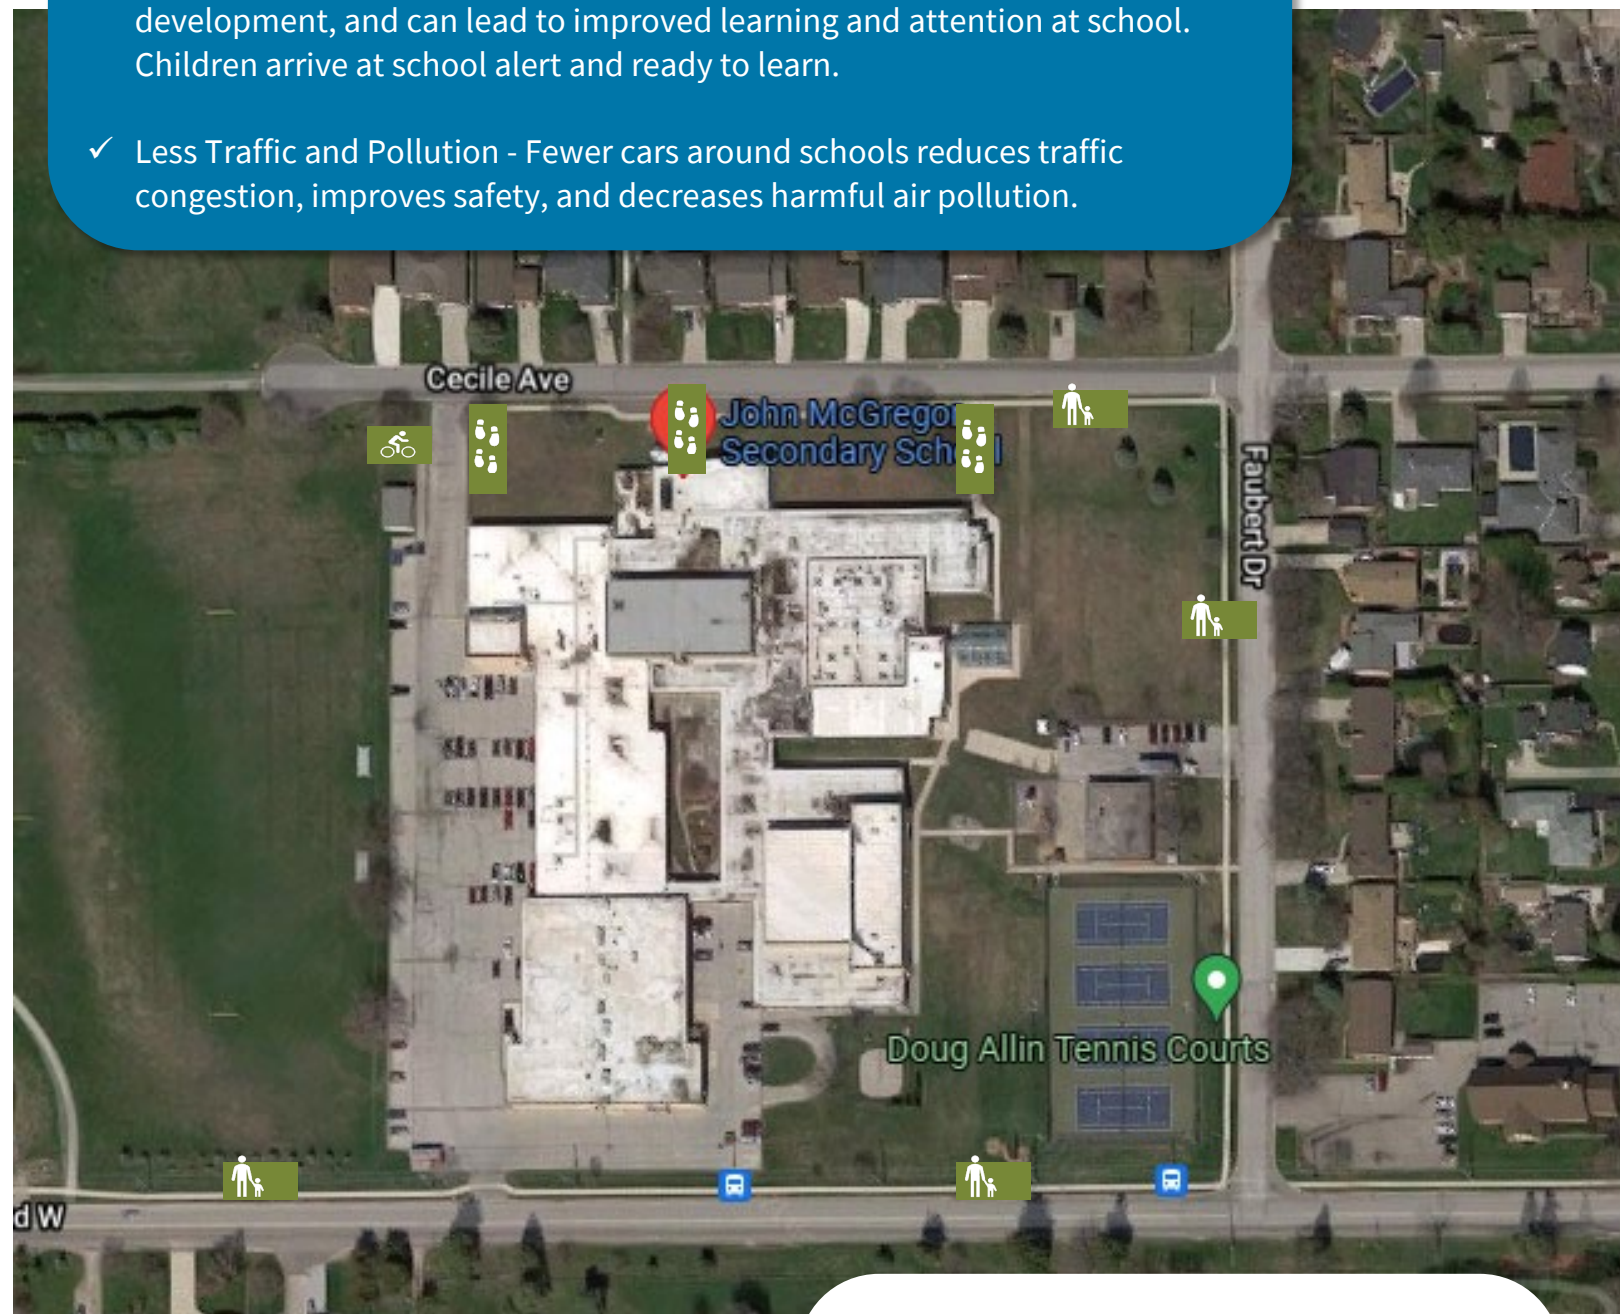 development, and can lead to improved learning and attention at school.
Children arrive at school alert and ready to learn.
✓ Less Traffic and Pollution - Fewer cars around schools reduces traffic
congestion, improves safety, and decreases harmful air pollution.
Cecile Ave
John McGregor
Secondary Sch l
Faubert Dr
Doug Allin Tennis Courts
d W